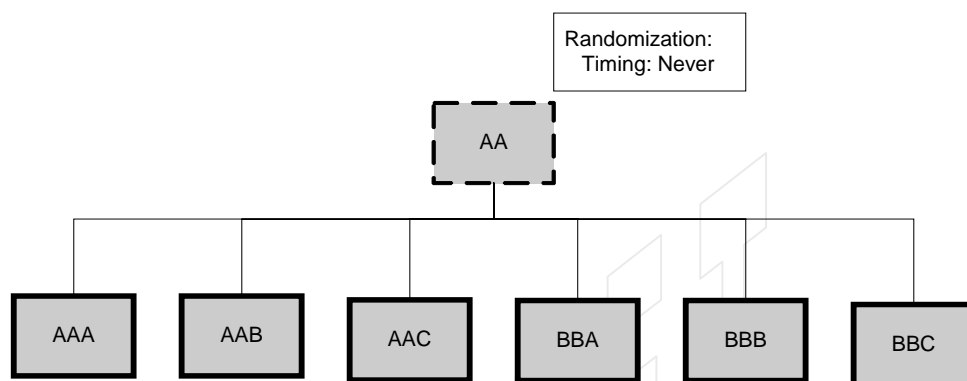 Randomization:
Timing: Never
AA
AAA
AAB
AAC
BBA
BBB
BBC